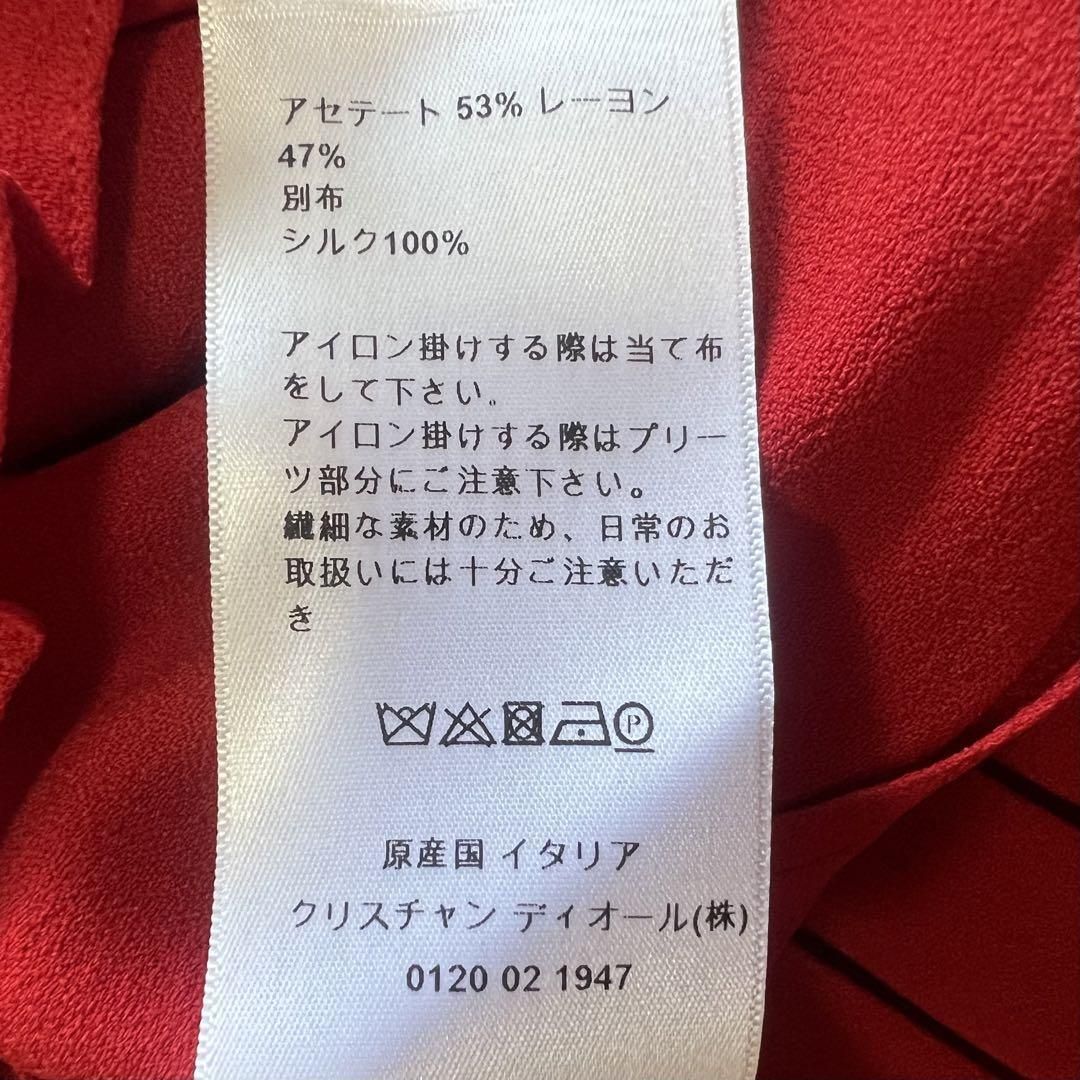 アセテート 53% レーヨン
47%
別布
シルク100%
アイロン掛けする際は当て布
をして下さい。
アイロン掛けする際はプリー
ツ部分にご注意下さい。
繊細な素材のため、日常のお
取扱いには十分ご注意いただ
き
P
原産国 イタリア
クリスチャン ディオール(株)
0120 02 1947